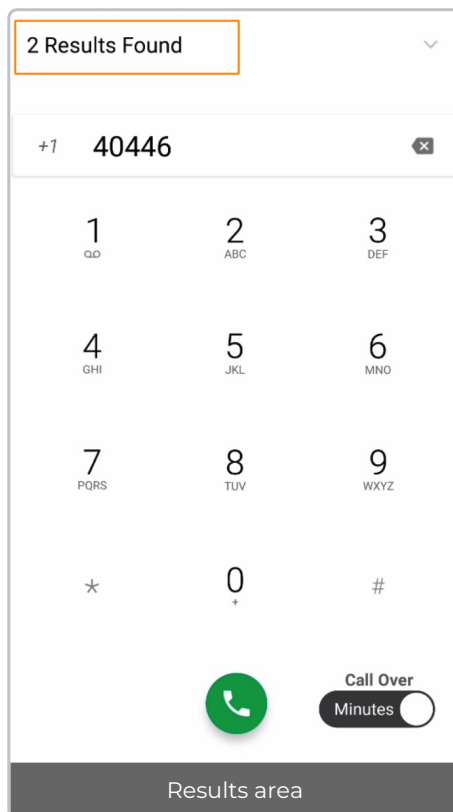 2 Results Found
+1 40446
1 2 3
ABC DEF
4 5 6
GHI JKL MNO
7 8 9
PQRS TUV WXYZ
* 0 #
+
Call Over
Minutes
Results area